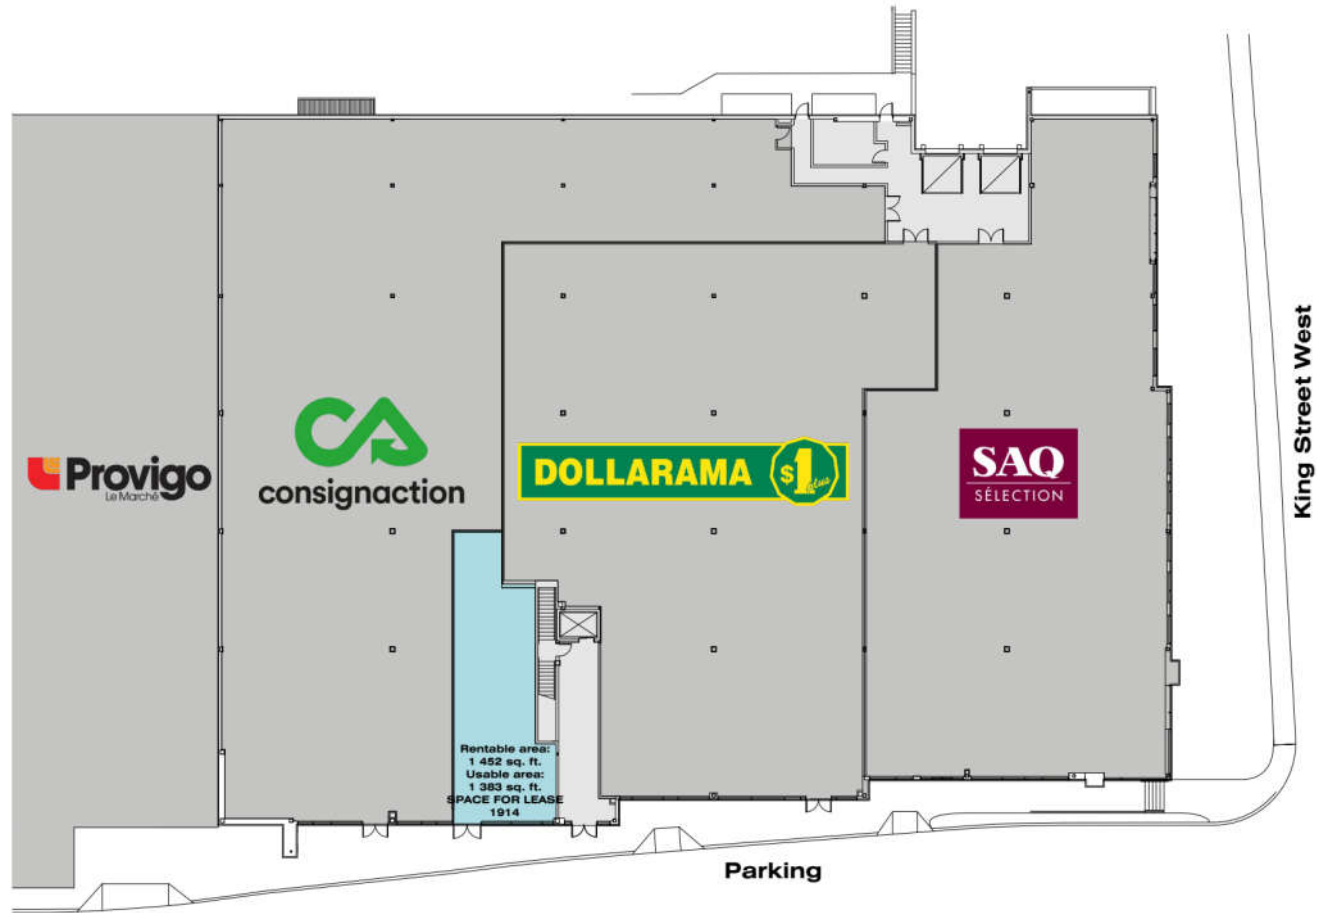 Provigo
Le Marché
consignaction
DOLLARAMA $1 plus
SAQ
SÉLECTION
King Street West
Rentable area:
1 452 sq. ft.
Usable area:
1 383 sq. ft.
SPACE FOR LEASE
1914
Parking